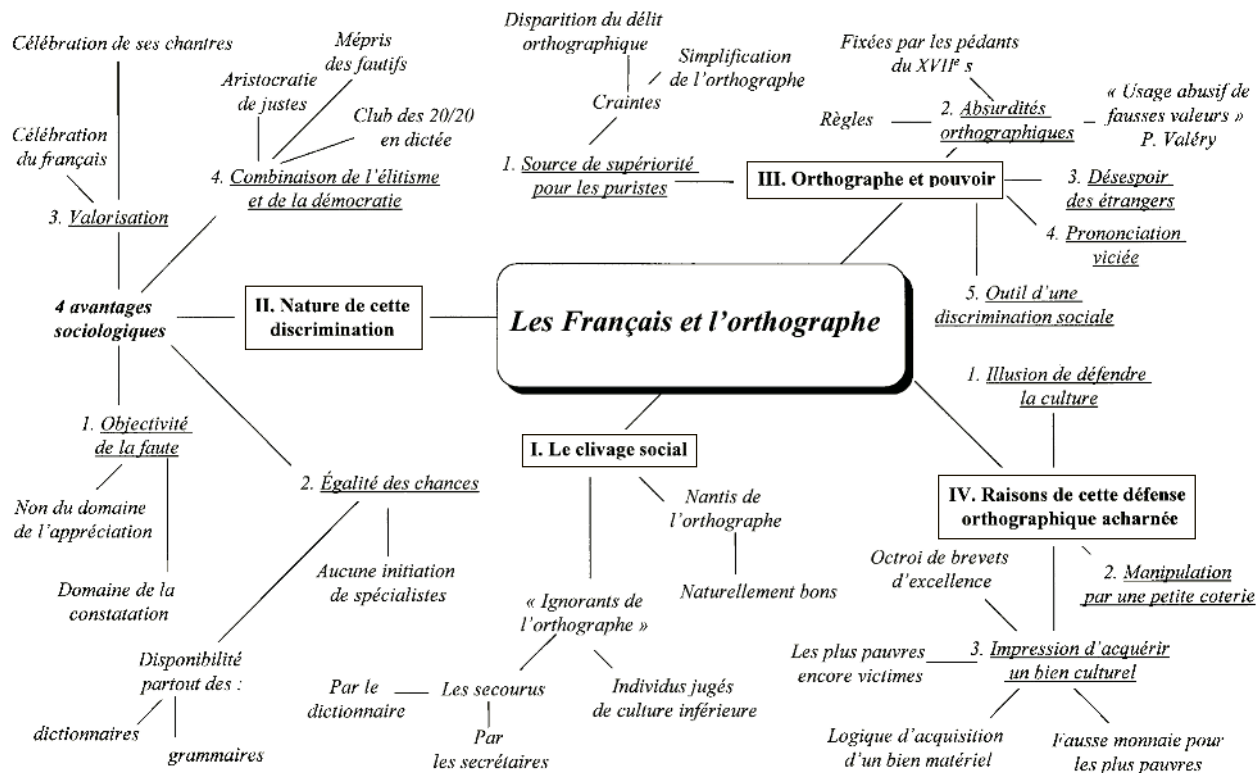 Les Français et l'orthographe
I. Le clivage social
Nantis de
l'orthographe
Naturellement bons
« Ignorants de
l'orthographe »
Les secourus
Par le
dictionnaire
Par
les secrétaires
Individus jugés
de culture inférieure
II. Nature de cette
discrimination
4 avantages
sociologiques
1. Objectivité
de la faute
Non du domaine
de l'appréciation
Domaine de la
constatation
2. Égalité des chances
Aucune initiation
de spécialistes
Disponibilité
partout des :
dictionnaires
grammaires
3. Valorisation
Célébration
du français
Célébration de ses chantres
4. Combinaison de l'élitisme
et de la démocratie
Aristocratie
de justes
Mépris
des fautifs
Club des 20/20
en dictée
III. Orthographe et pouvoir
1. Source de supériorité
pour les puristes
Craintes
Disparition du délit
orthographique
Simplification
de l'orthographe
2. Absurdités
orthographiques
Règles
Fixées par les pédants
du XVIIe s
« Usage abusif de
fausses valeurs »
P. Valéry
3. Désespoir
des étrangers
4. Prononciation
viciée
5. Outil d'une
discrimination sociale
IV. Raisons de cette défense
orthographique acharnée
1. Illusion de défendre
la culture
2. Manipulation
par une petite coterie
3. Impression d'acquérir
un bien culturel
Octroi de brevets
d'excellence
Les plus pauvres
encore victimes
Logique d'acquisition
d'un bien matériel
Fausse monnaie pour
les plus pauvres